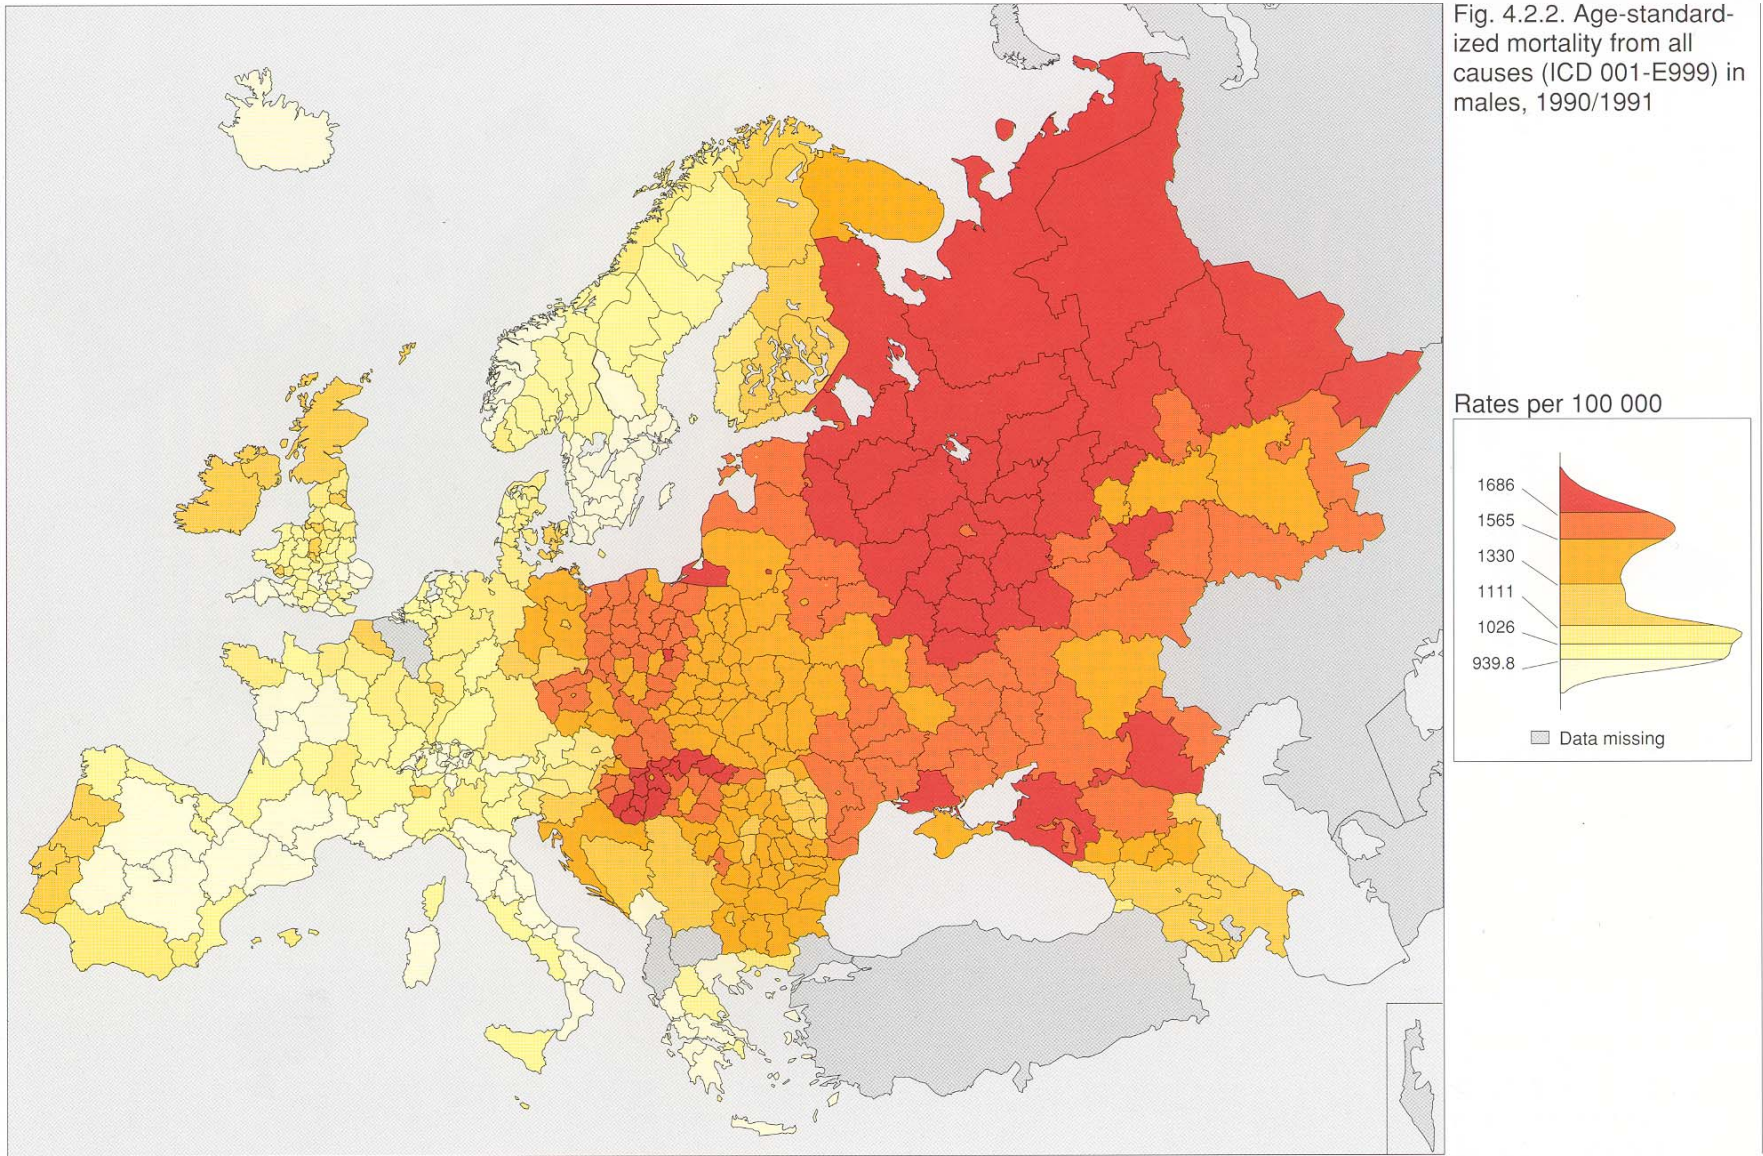 Fig. 4.2.2. Age-standard-
ized mortality from all
causes (ICD 001-E999) in
males, 1990/1991
Rates per 100 000
1686
1565
1330
1111
1026
939.8
Data missing